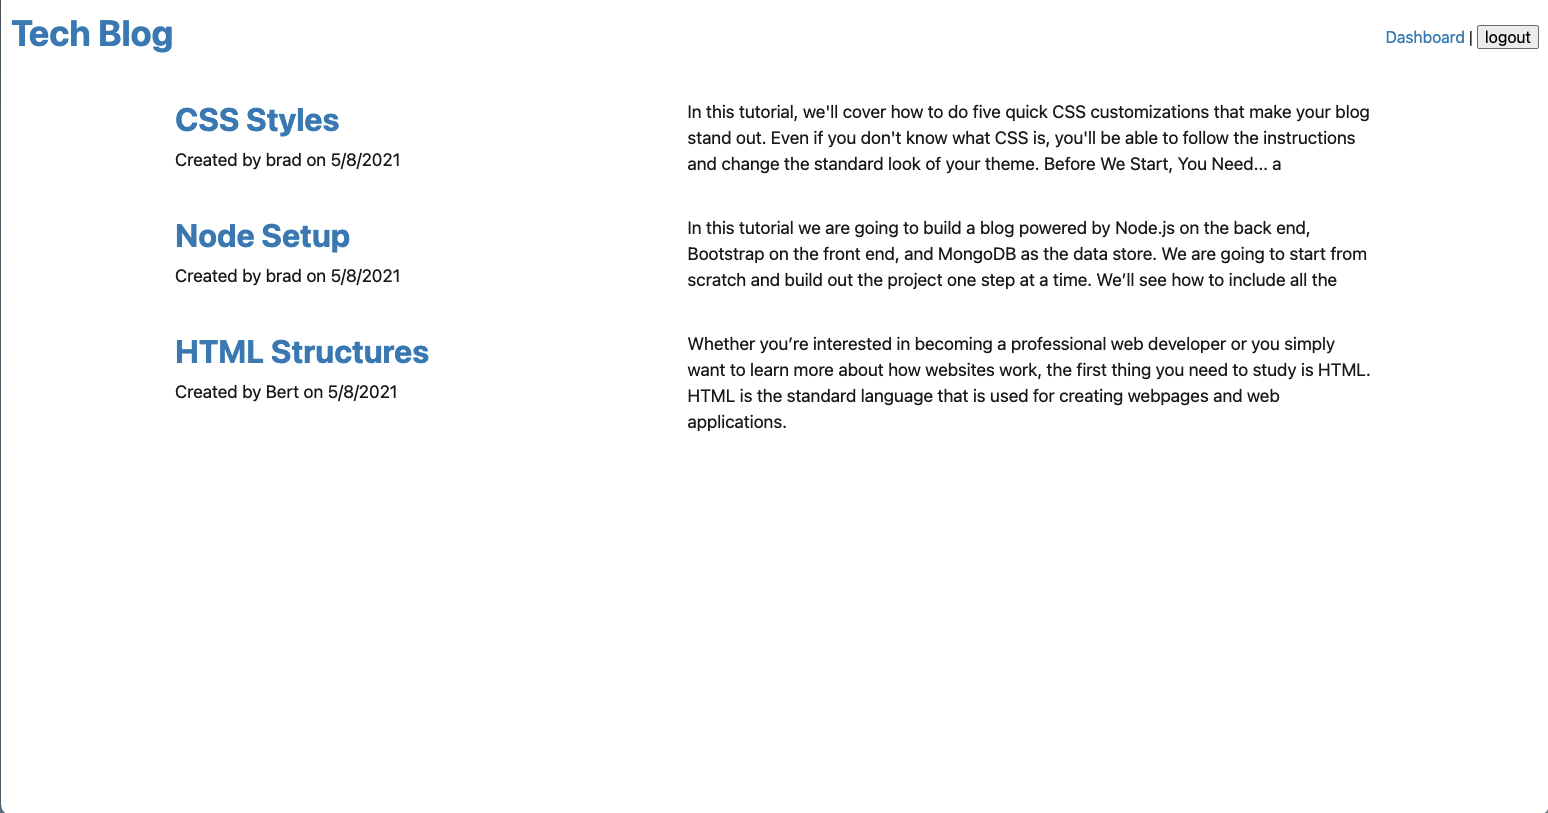 Tech Blog
Dashboard | logout
CSS Styles
Created by brad on 5/8/2021
In this tutorial, we'll cover how to do five quick CSS customizations that make your blog
stand out. Even if you don't know what CSS is, you'll be able to follow the instructions
and change the standard look of your theme. Before We Start, You Need... a
Node Setup
Created by brad on 5/8/2021
In this tutorial we are going to build a blog powered by Node.js on the back end,
Bootstrap on the front end, and MongoDB as the data store. We are going to start from
scratch and build out the project one step at a time. We’ll see how to include all the
HTML Structures
Created by Bert on 5/8/2021
Whether you’re interested in becoming a professional web developer or you simply
want to learn more about how websites work, the first thing you need to study is HTML.
HTML is the standard language that is used for creating webpages and web
applications.